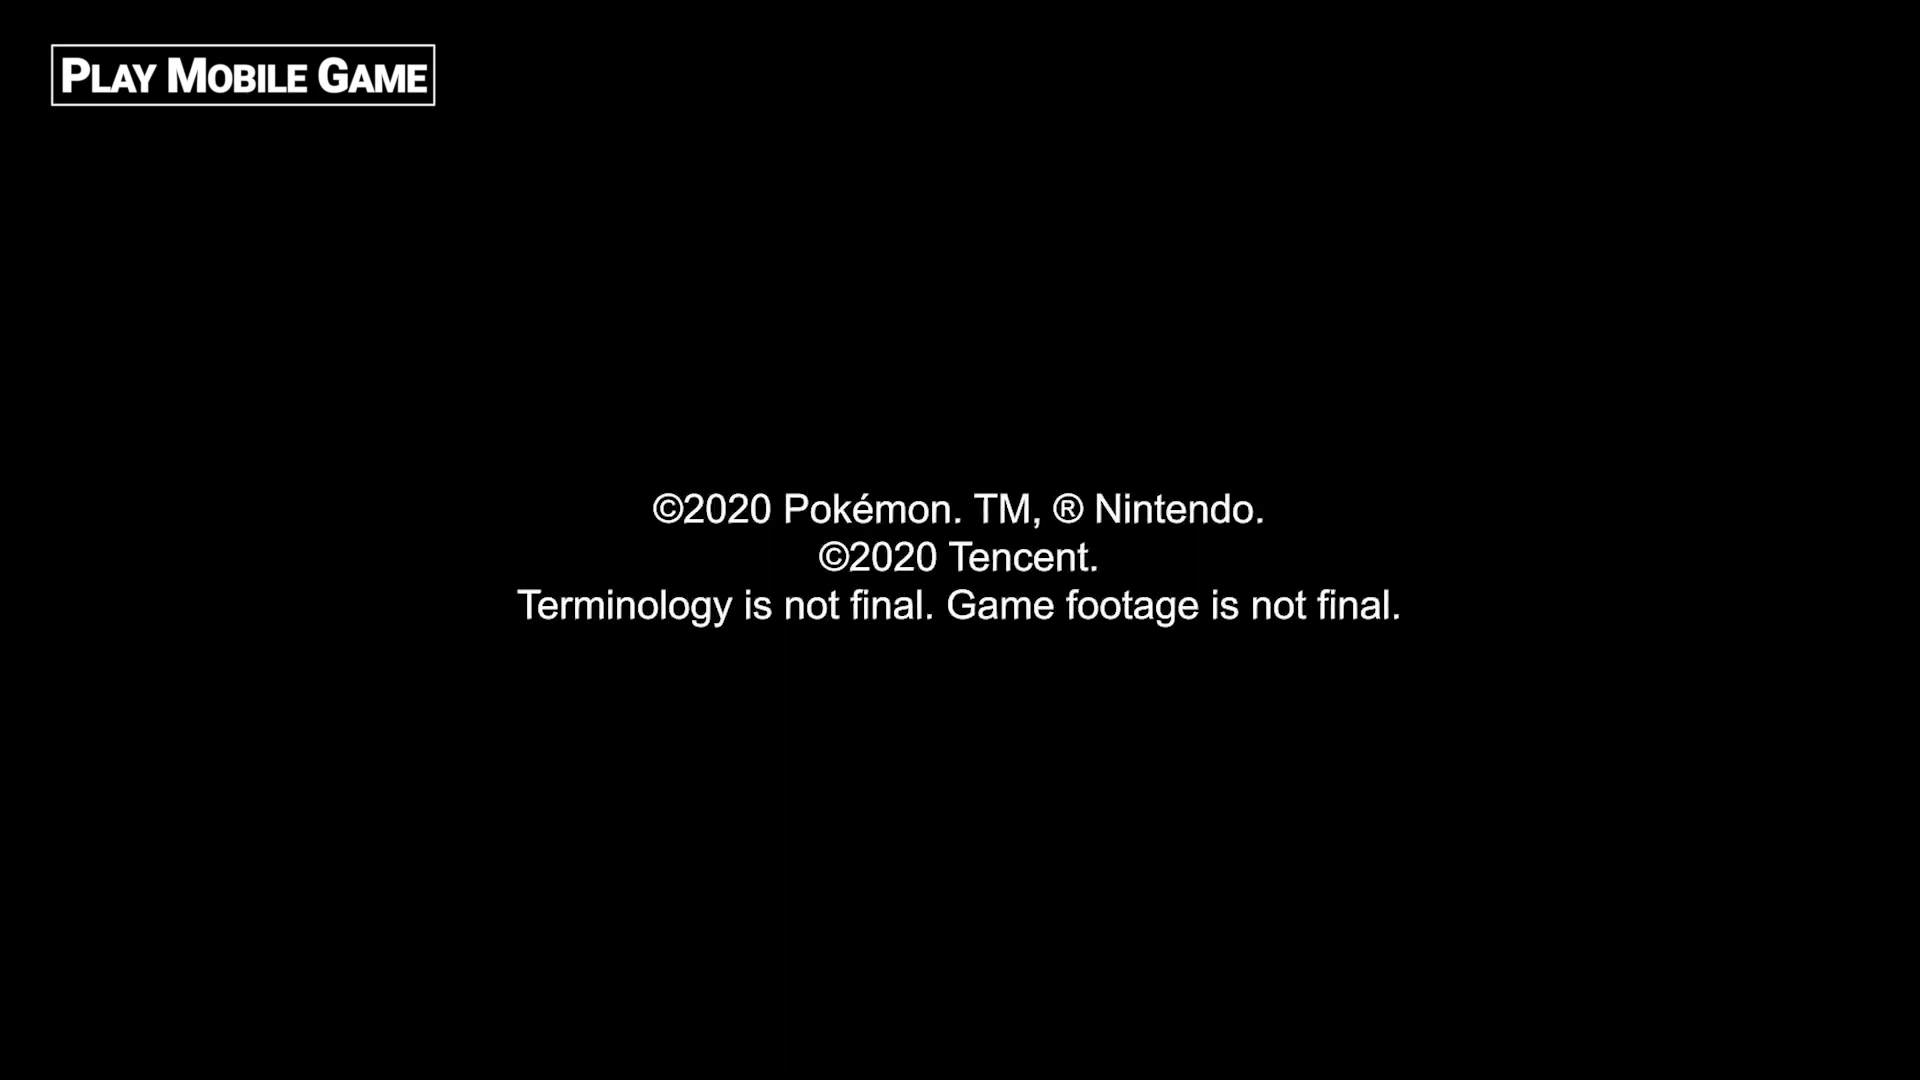 PLAY MOBILE GAME
©2020 Pokémon. TM, ® Nintendo.
©2020 Tencent.
Terminology is not final. Game footage is not final.